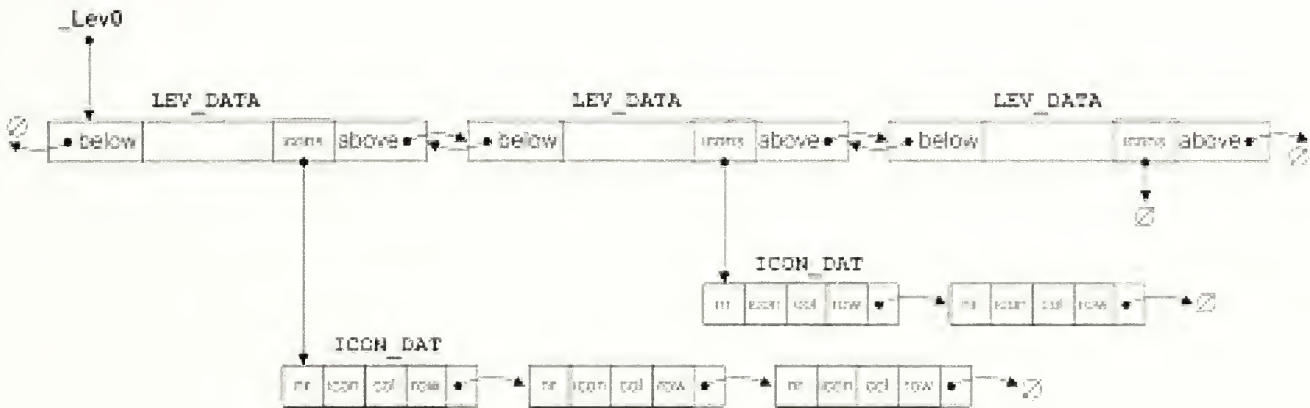 _Lev0
LEV_DATA LEV_DATA LEV_DATA
∅ below icons above below icons above below icons above ∅
∅
ICON_DAT
nr icon col row nr icon col row ∅
ICON_DAT
nr icon col row nr icon col row nr icon col row ∅